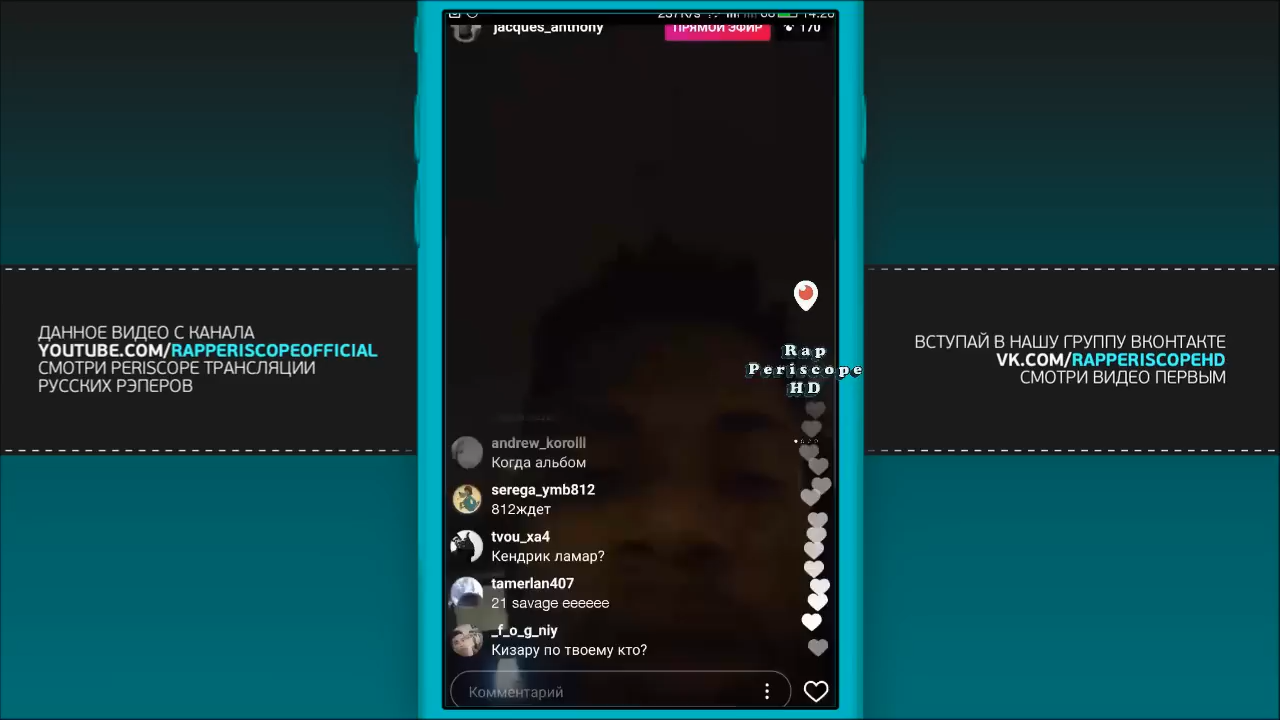 14:26
jacques_anthony
ПРЯМОЙ ЭФИР
170
ДАННОЕ ВИДЕО С КАНАЛА
YOUTUBE.COM/RAPPERISCOPEOFFICIAL
СМОТРИ PERISCOPE ТРАНСЛЯЦИИ
РУССКИХ РЭПЕРОВ
ВСТУПАЙ В НАШУ ГРУППУ ВКОНТАКТЕ
VK.COM/RAPPERISCOPEHD
СМОТРИ ВИДЕО ПЕРВЫМ
Rap
Periscope
HD
andrew_korolll
Когда альбом
serega_ymb812
812ждет
tvou_xa4
Кендрик ламар?
tamerlan407
21 savage eeeeee
_f_o_g_niy
Кизару по твоему кто?
Комментарий